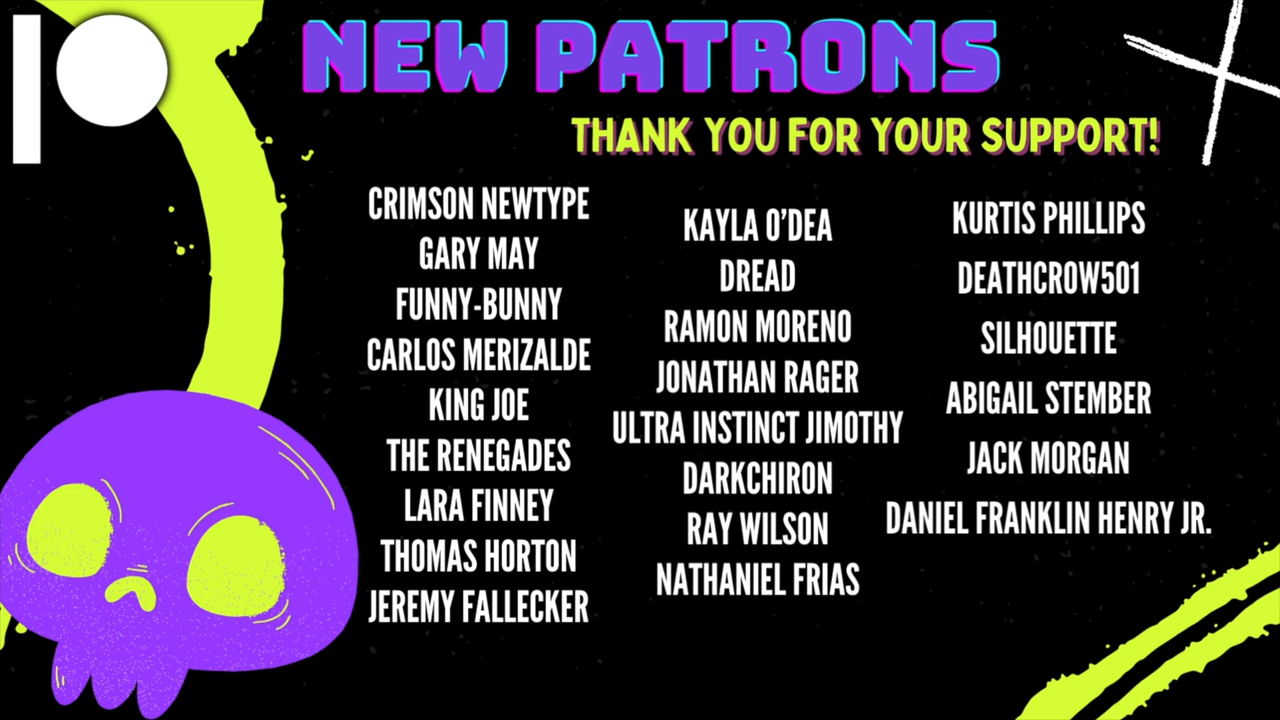 NEW PATRONS
THANK YOU FOR YOUR SUPPORT!
CRIMSON NEWTYPE
GARY MAY
FUNNY-BUNNY
CARLOS MERIZALDE
KING JOE
THE RENEGADES
LARA FINNEY
THOMAS HORTON
JEREMY FALLECKER
KAYLA O’DEA
DREAD
RAMON MORENO
JONATHAN RAGER
ULTRA INSTINCT JIMOTHY
DARKCHIRON
RAY WILSON
NATHANIEL FRIAS
KURTIS PHILLIPS
DEATHCROW501
SILHOUETTE
ABIGAIL STEMBER
JACK MORGAN
DANIEL FRANKLIN HENRY JR.